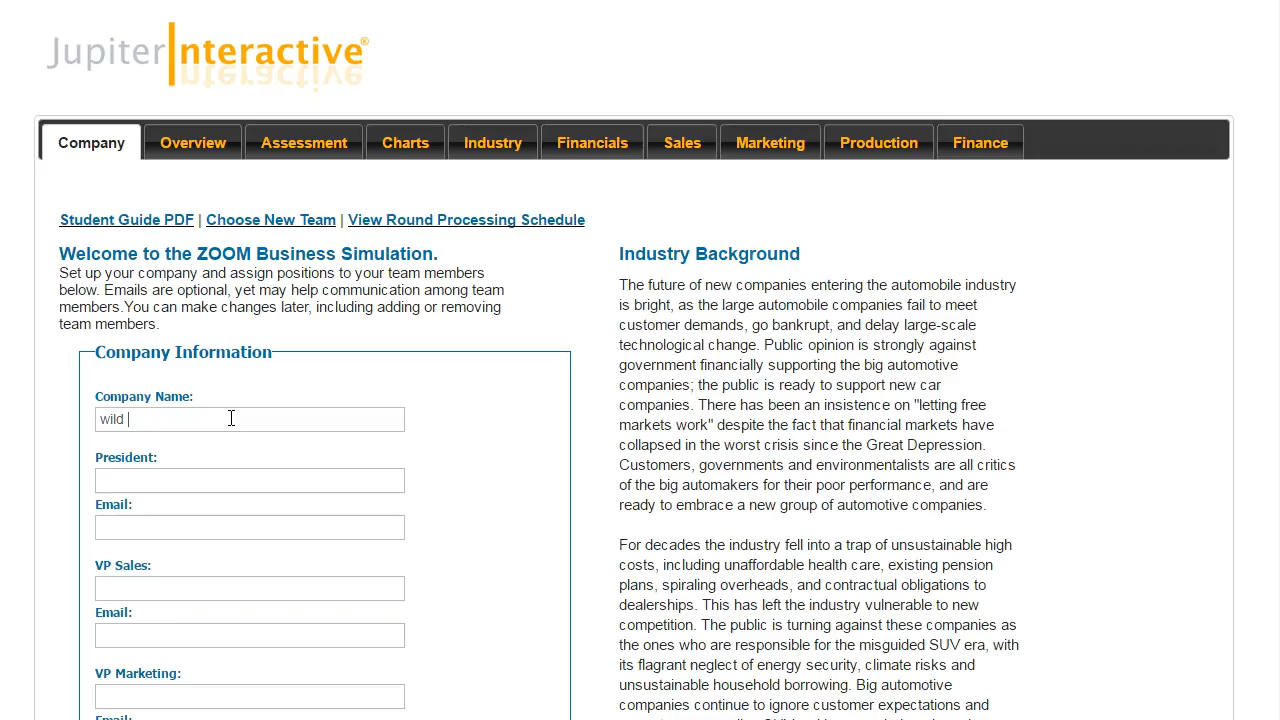 JupiterInteractive®
Company
Overview
Assessment
Charts
Industry
Financials
Sales
Marketing
Production
Finance
Student Guide PDF | Choose New Team | View Round Processing Schedule
Welcome to the ZOOM Business Simulation.
Set up your company and assign positions to your team members
below. Emails are optional, yet may help communication among team
members.You can make changes later, including adding or removing
team members.
Company Information
Company Name:
wild
President:
Email:
VP Sales:
Email:
VP Marketing:
Email:
Industry Background
The future of new companies entering the automobile industry
is bright, as the large automobile companies fail to meet
customer demands, go bankrupt, and delay large-scale
technological change. Public opinion is strongly against
government financially supporting the big automotive
companies; the public is ready to support new car
companies. There has been an insistence on "letting free
markets work" despite the fact that financial markets have
collapsed in the worst crisis since the Great Depression.
Customers, governments and environmentalists are all critics
of the big automakers for their poor performance, and are
ready to embrace a new group of automotive companies.
For decades the industry fell into a trap of unsustainable high
costs, including unaffordable health care, existing pension
plans, spiraling overheads, and contractual obligations to
dealerships. This has left the industry vulnerable to new
competition. The public is turning against these companies as
the ones who are responsible for the misguided SUV era, with
its flagrant neglect of energy security, climate risks and
unsustainable household borrowing. Big automotive
companies continue to ignore customer expectations and